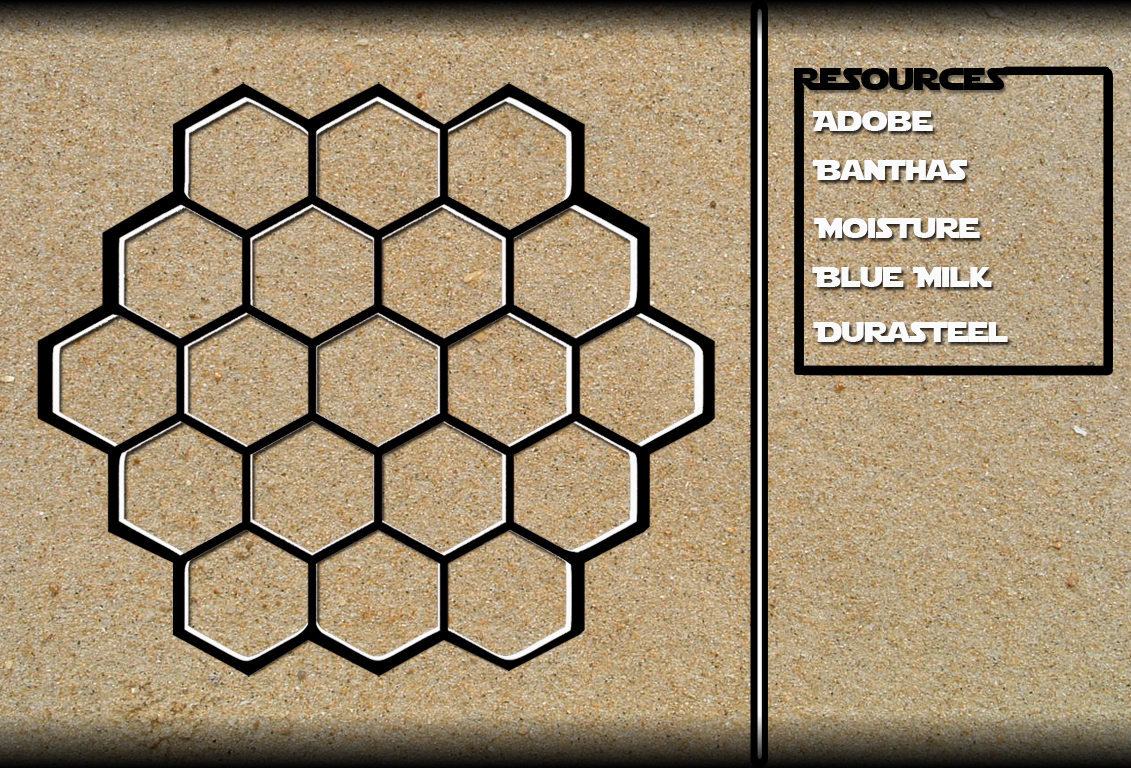 RESOURCES
ADOBE
BANTHAS
MOISTURE
BLUE MILK
DURASTEEL